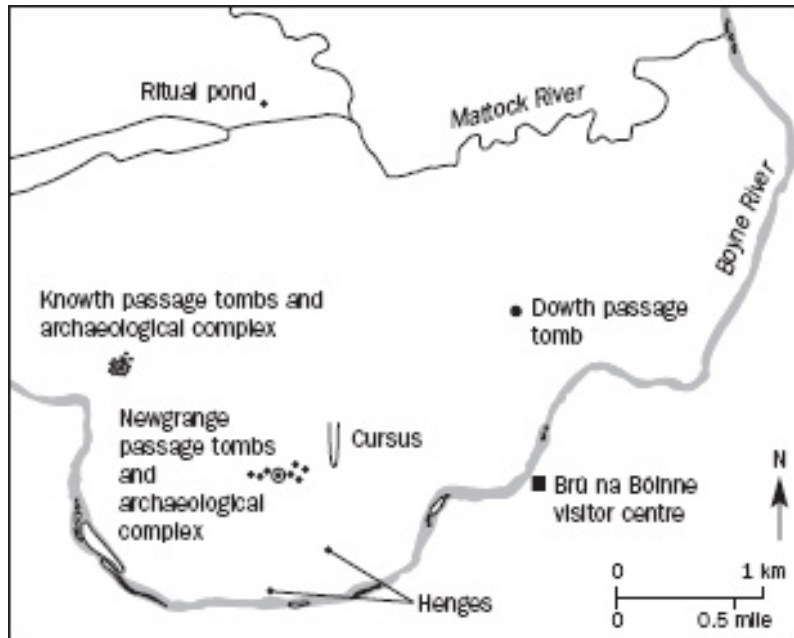 Ritual pond
Mattock River
Boyne River
Knowth passage tombs and
archaeological complex
Dowth passage
tomb
Newgrange
passage tombs
and
archaeological
complex
Cursus
Brú na Bóinne
visitor centre
N
Henges
0 1 km
0 0.5 mile